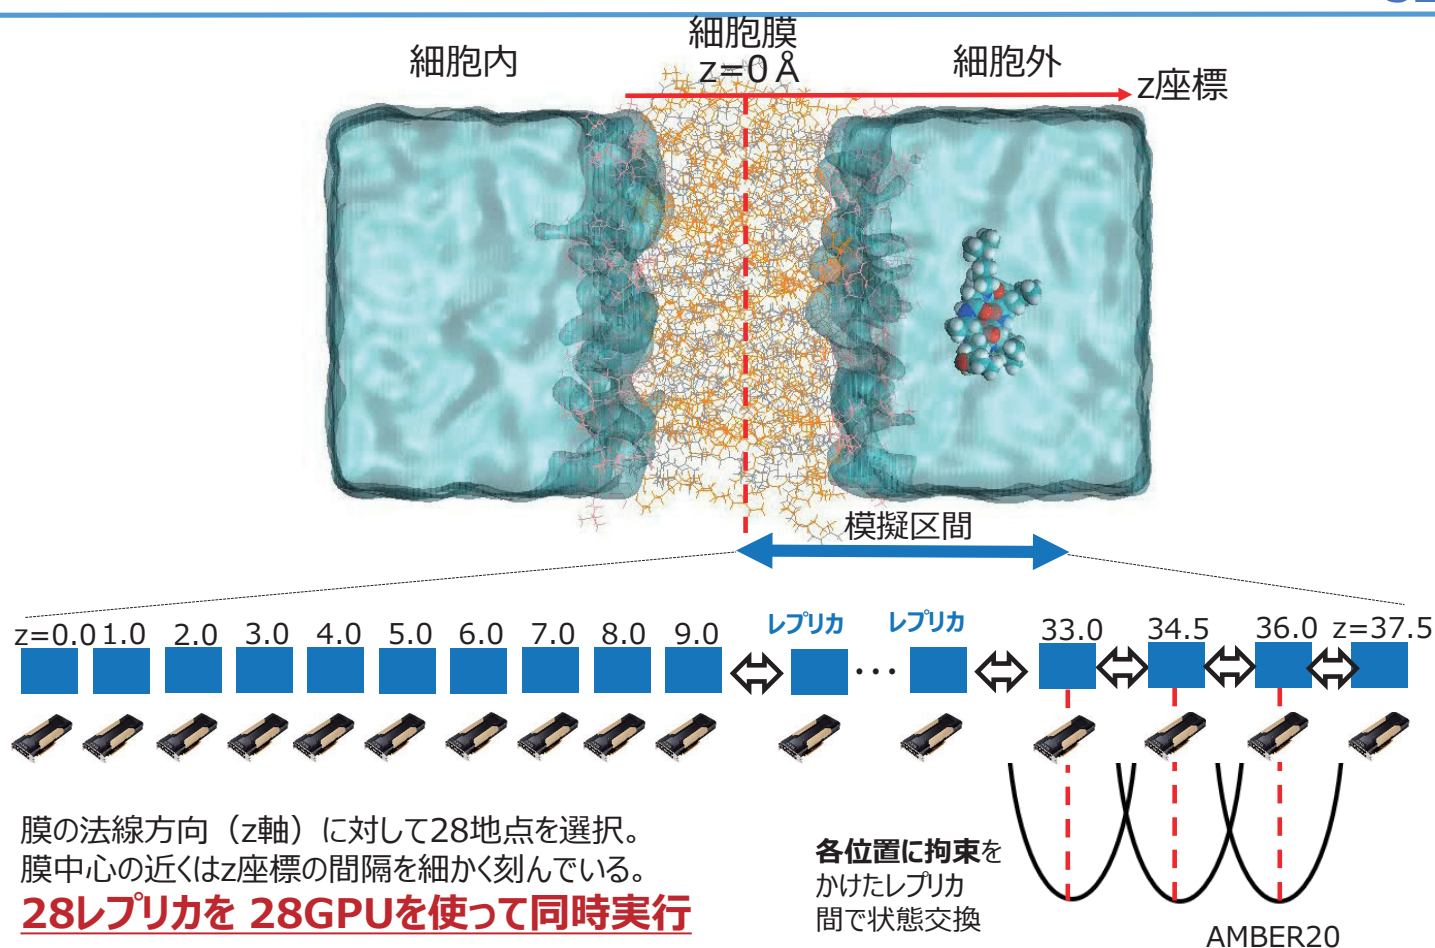 細胞内
細胞膜
z=0 Å
細胞外
z座標
模擬区間
z=0.0 1.0 2.0 3.0 4.0 5.0 6.0 7.0 8.0 9.0 レプリカ レプリカ 33.0 34.5 36.0 z=37.5
•••
膜の法線方向（z軸）に対して28地点を選択。
膜中心の近くはz座標の間隔を細かく刻んでいる。
28レプリカを 28GPUを使って同時実行
各位置に拘束を
かけたレプリカ
間で状態交換
AMBER20